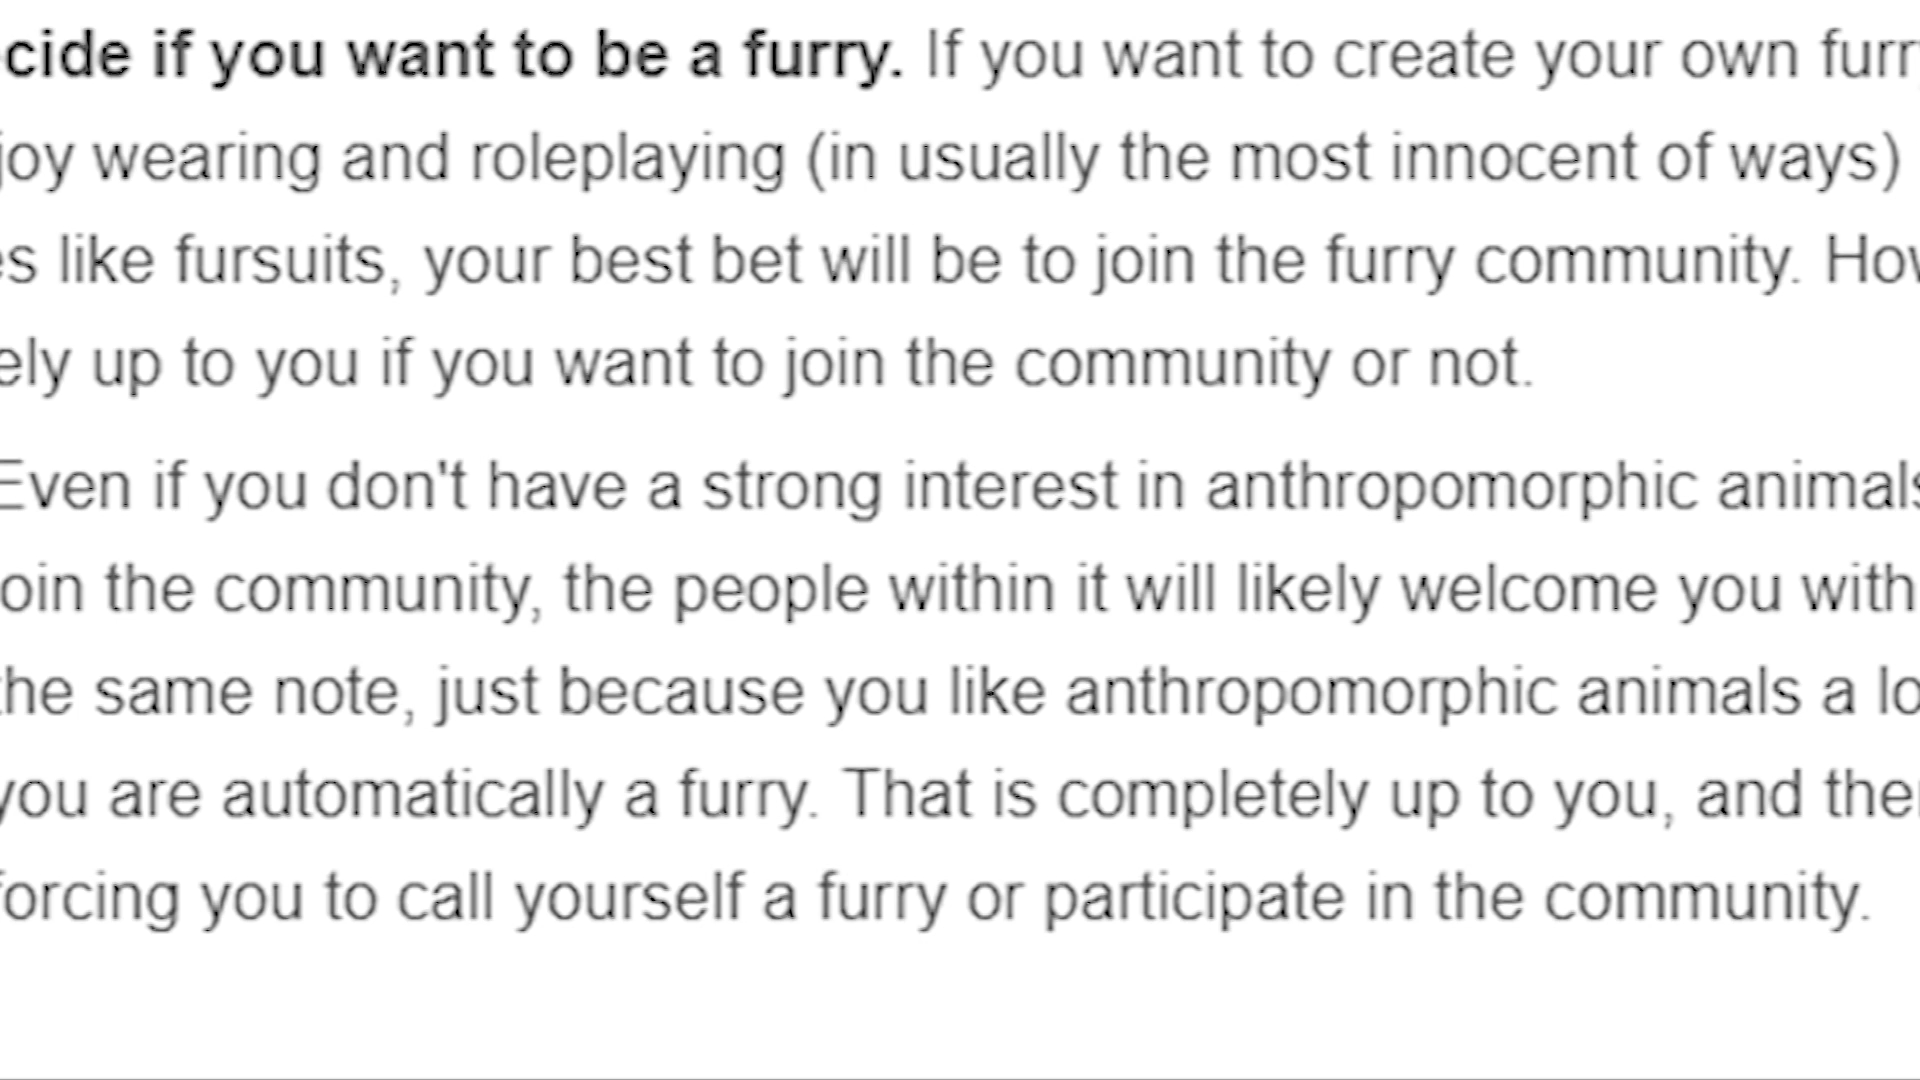 cide if you want to be a furry. If you want to create your own furr
joy wearing and roleplaying (in usually the most innocent of ways)
es like fursuits, your best bet will be to join the furry community. How
ely up to you if you want to join the community or not.
Even if you don't have a strong interest in anthropomorphic animals
oin the community, the people within it will likely welcome you with
the same note, just because you like anthropomorphic animals a lo
you are automatically a furry. That is completely up to you, and ther
forcing you to call yourself a furry or participate in the community.